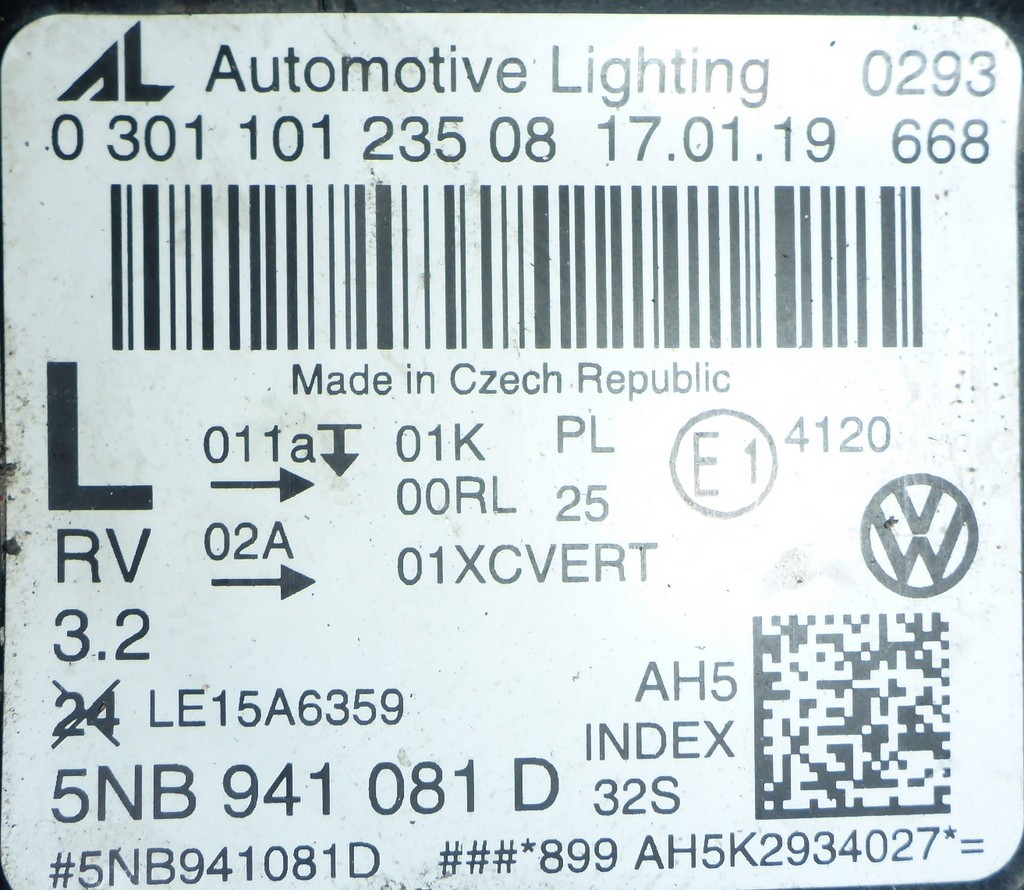 AL Automotive Lighting 0293
0 301 101 235 08 17.01.19 668
Made in Czech Republic
L
011a 01K PL E1 4120
00RL 25
RV 02A 01XCVERT
3.2
24 LE15A6359 AH5
INDEX
5NB 941 081 D 32S
#5NB941081D ###*899 AH5K2934027*=